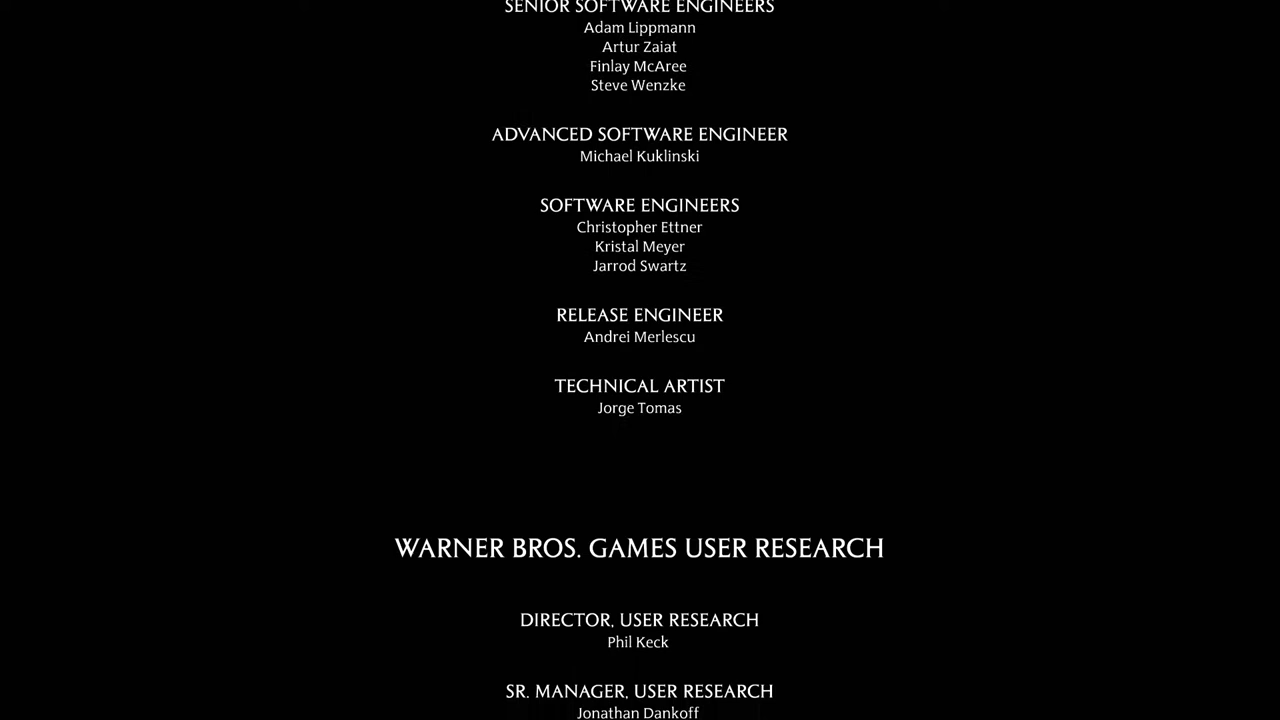 SENIOR SOFTWARE ENGINEERS
Adam Lippmann
Artur Zaiat
Finlay McAree
Steve Wenzke
ADVANCED SOFTWARE ENGINEER
Michael Kuklinski
SOFTWARE ENGINEERS
Christopher Ettner
Kristal Meyer
Jarrod Swartz
RELEASE ENGINEER
Andrei Merlescu
TECHNICAL ARTIST
Jorge Tomas
WARNER BROS. GAMES USER RESEARCH
DIRECTOR, USER RESEARCH
Phil Keck
SR. MANAGER, USER RESEARCH
Jonathan Dankoff